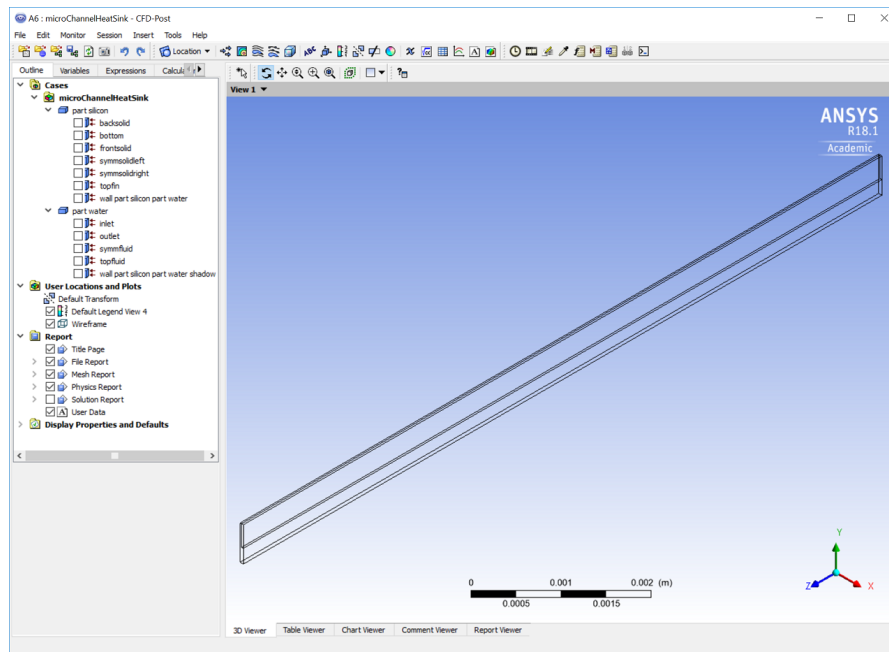 A6 : microChannelHeatSink - CFD-Post
File Edit Monitor Session Insert Tools Help
Location
Outline Variables Expressions
View 1
Cases
microChannelHeatSink
part silicon
backsolid
bottom
frontsolid
symmsolidleft
symmsolidright
topfin
wall part silicon part water
part water
inlet
outlet
symmfluid
topfluid
wall part silicon part water shadow
User Locations and Plots
Default Transform
Default Legend View 4
Wireframe
Report
Title Page
File Report
Mesh Report
Physics Report
Solution Report
A User Data
Display Properties and Defaults
ANSYS
R18.1
Academic
0 0.001 0.002 (m)
0.0005 0.0015
Y
Z X
3D Viewer Table Viewer Chart Viewer Comment Viewer Report Viewer